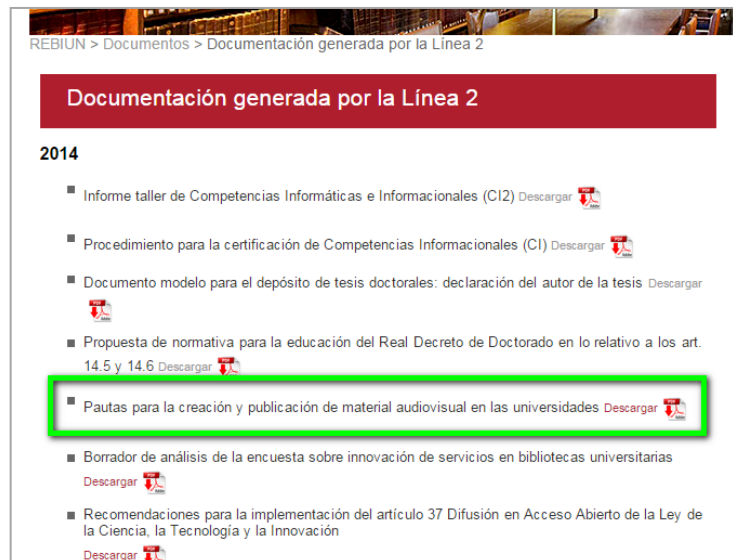 REBIUN > Documentos > Documentación generada por la Línea 2
Documentación generada por la Línea 2
2014
Informe taller de Competencias Informáticas e Informacionales (CI2) Descargar
Procedimiento para la certificación de Competencias Informacionales (CI) Descargar
Documento modelo para el depósito de tesis doctorales: declaración del autor de la tesis Descargar
Propuesta de normativa para la educación del Real Decreto de Doctorado en lo relativo a los art.
14.5 y 14.6 Descargar
Pautas para la creación y publicación de material audiovisual en las universidades Descargar
Borrador de análisis de la encuesta sobre innovación de servicios en bibliotecas universitarias
Descargar
Recomendaciones para la implementación del artículo 37 Difusión en Acceso Abierto de la Ley de
la Ciencia, la Tecnología y la Innovación
Descargar